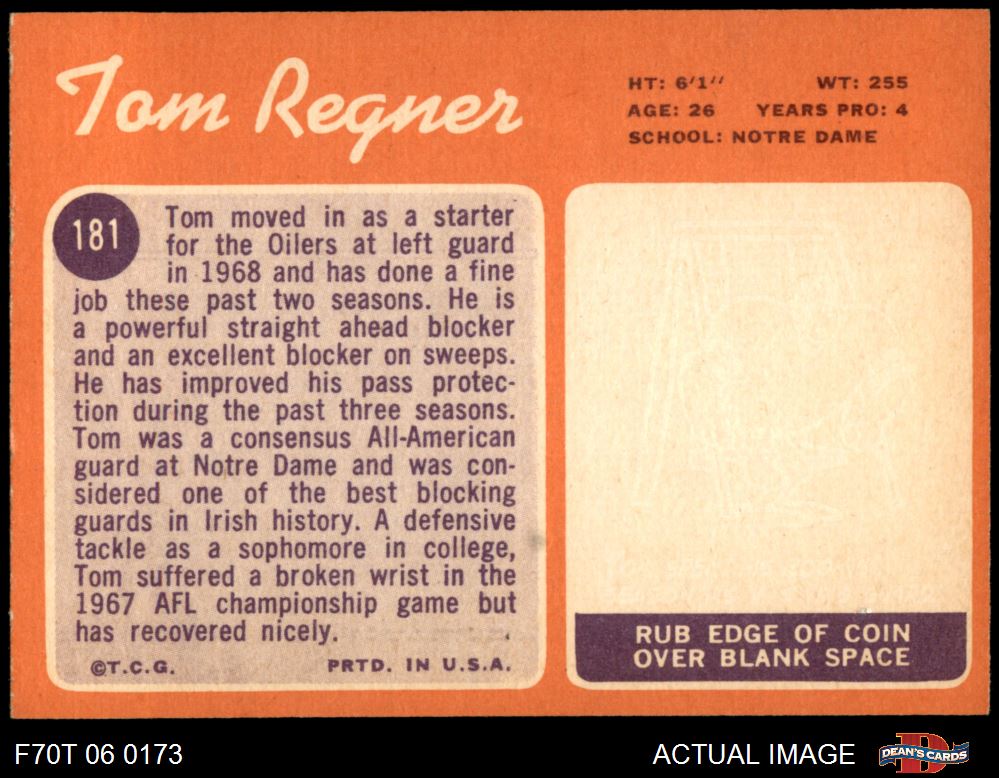 Tom Regner
HT: 6'1'' WT: 255
AGE: 26 YEARS PRO: 4
SCHOOL: NOTRE DAME
181
Tom moved in as a starter
for the Oilers at left guard
in 1968 and has done a fine
job these past two seasons. He is
a powerful straight ahead blocker
and an excellent blocker on sweeps.
He has improved his pass protec-
tion during the past three seasons.
Tom was a consensus All-American
guard at Notre Dame and was con-
sidered one of the best blocking
guards in Irish history. A defensive
tackle as a sophomore in college,
Tom suffered a broken wrist in the
1967 AFL championship game but
has recovered nicely.
©T.C.G. PRTD. IN U.S.A.
RUB EDGE OF COIN
OVER BLANK SPACE
F70T 06 0173
ACTUAL IMAGE
DEAN'S CARDS